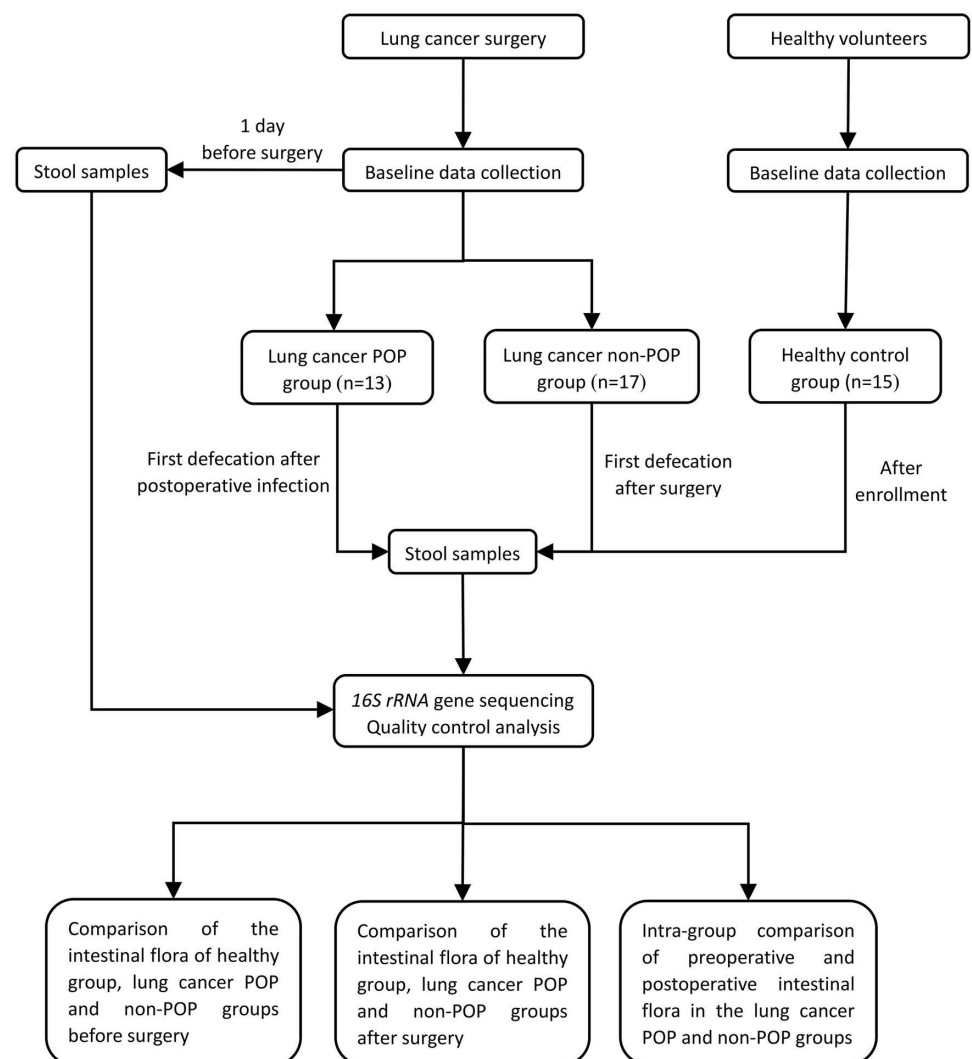 Lung cancer surgery
Healthy volunteers
1 day
before surgery
Stool samples
Baseline data collection
Baseline data collection
Lung cancer POP
group (n=13)
Lung cancer non-POP
group (n=17)
Healthy control
group (n=15)
First defecation after
postoperative infection
First defecation
after surgery
After
enrollment
Stool samples
16S rRNA gene sequencing
Quality control analysis
Comparison of the
intestinal flora of healthy
group, lung cancer POP
and non-POP groups
before surgery
Comparison of the
intestinal flora of healthy
group, lung cancer POP
and non-POP groups
after surgery
Intra-group comparison
of preoperative and
postoperative intestinal
flora in the lung cancer
POP and non-POP groups